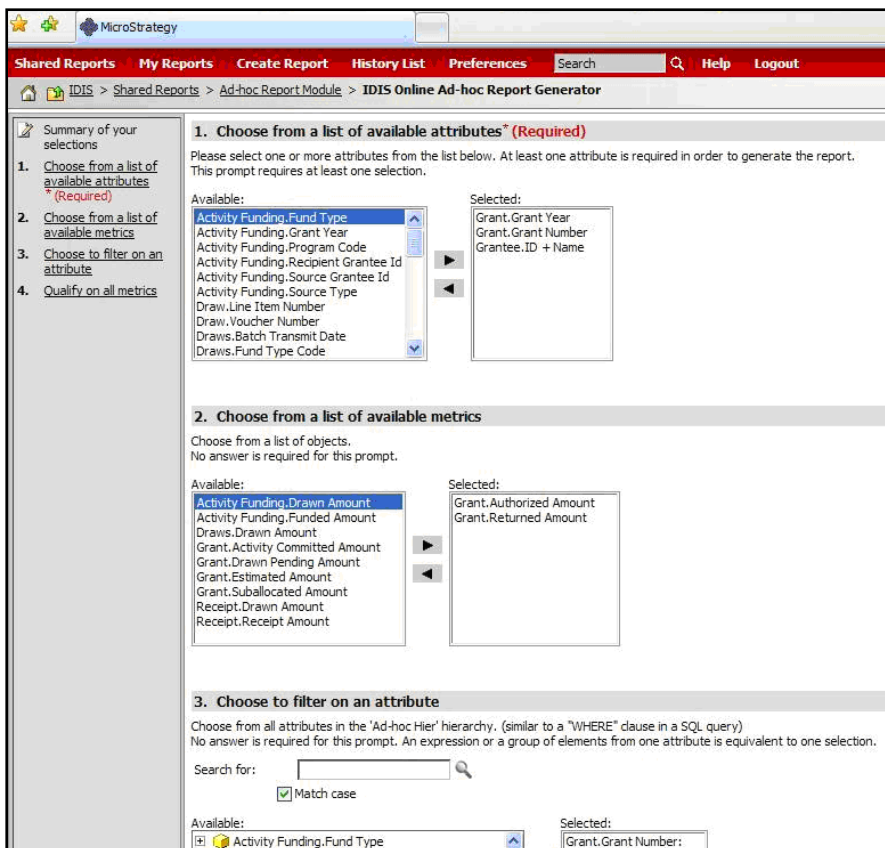 MicroStrategy
Shared Reports My Reports Create Report History List Preferences Search Help Logout
IDIS > Shared Reports > Ad-hoc Report Module > IDIS Online Ad-hoc Report Generator
Summary of your
selections
1. Choose from a list of
available attributes
* (Required)
2. Choose from a list of
available metrics
3. Choose to filter on an
attribute
4. Qualify on all metrics
1. Choose from a list of available attributes* (Required)
Please select one or more attributes from the list below. At least one attribute is required in order to generate the report.
This prompt requires at least one selection.
Available:
Activity Funding.Fund Type
Activity Funding.Grant Year
Activity Funding.Program Code
Activity Funding.Recipient Grantee Id
Activity Funding.Source Grantee Id
Activity Funding.Source Type
Draw.Line Item Number
Draw.Voucher Number
Draws.Batch Transmit Date
Draws.Fund Type Code
Selected:
Grant.Grant Year
Grant.Grant Number
Grantee.ID + Name
2. Choose from a list of available metrics
Choose from a list of objects.
No answer is required for this prompt.
Available:
Activity Funding.Drawn Amount
Activity Funding.Funded Amount
Draws.Drawn Amount
Grant.Activity Committed Amount
Grant.Drawn Pending Amount
Grant.Estimated Amount
Grant.Suballocated Amount
Receipt.Drawn Amount
Receipt.Receipt Amount
Selected:
Grant.Authorized Amount
Grant.Returned Amount
3. Choose to filter on an attribute
Choose from all attributes in the 'Ad-hoc Hier' hierarchy. (similar to a "WHERE" clause in a SQL query)
No answer is required for this prompt. An expression or a group of elements from one attribute is equivalent to one selection.
Search for:
Match case
Available:
Activity Funding.Fund Type
Selected:
Grant.Grant Number: